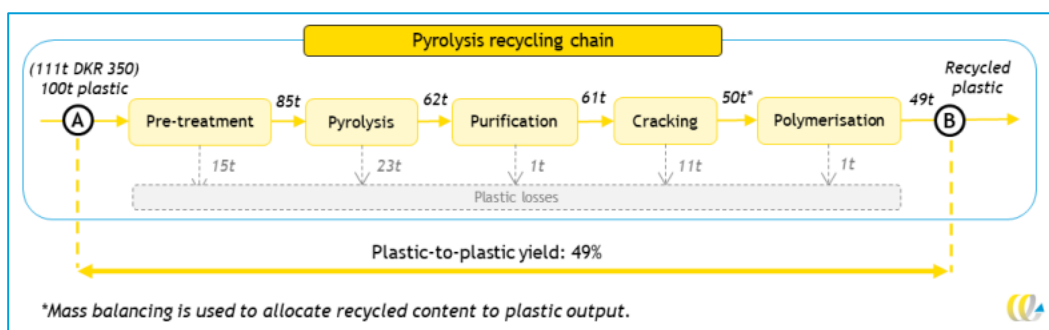 Pyrolysis recycling chain
(111t DKR 350)
100t plastic
Recycled
plastic
A
Pre-treatment
85t
Pyrolysis
62t
Purification
61t
Cracking
50t*
Polymerisation
49t
B
15t
23t
1t
11t
1t
Plastic losses
Plastic-to-plastic yield: 49%
*Mass balancing is used to allocate recycled content to plastic output.